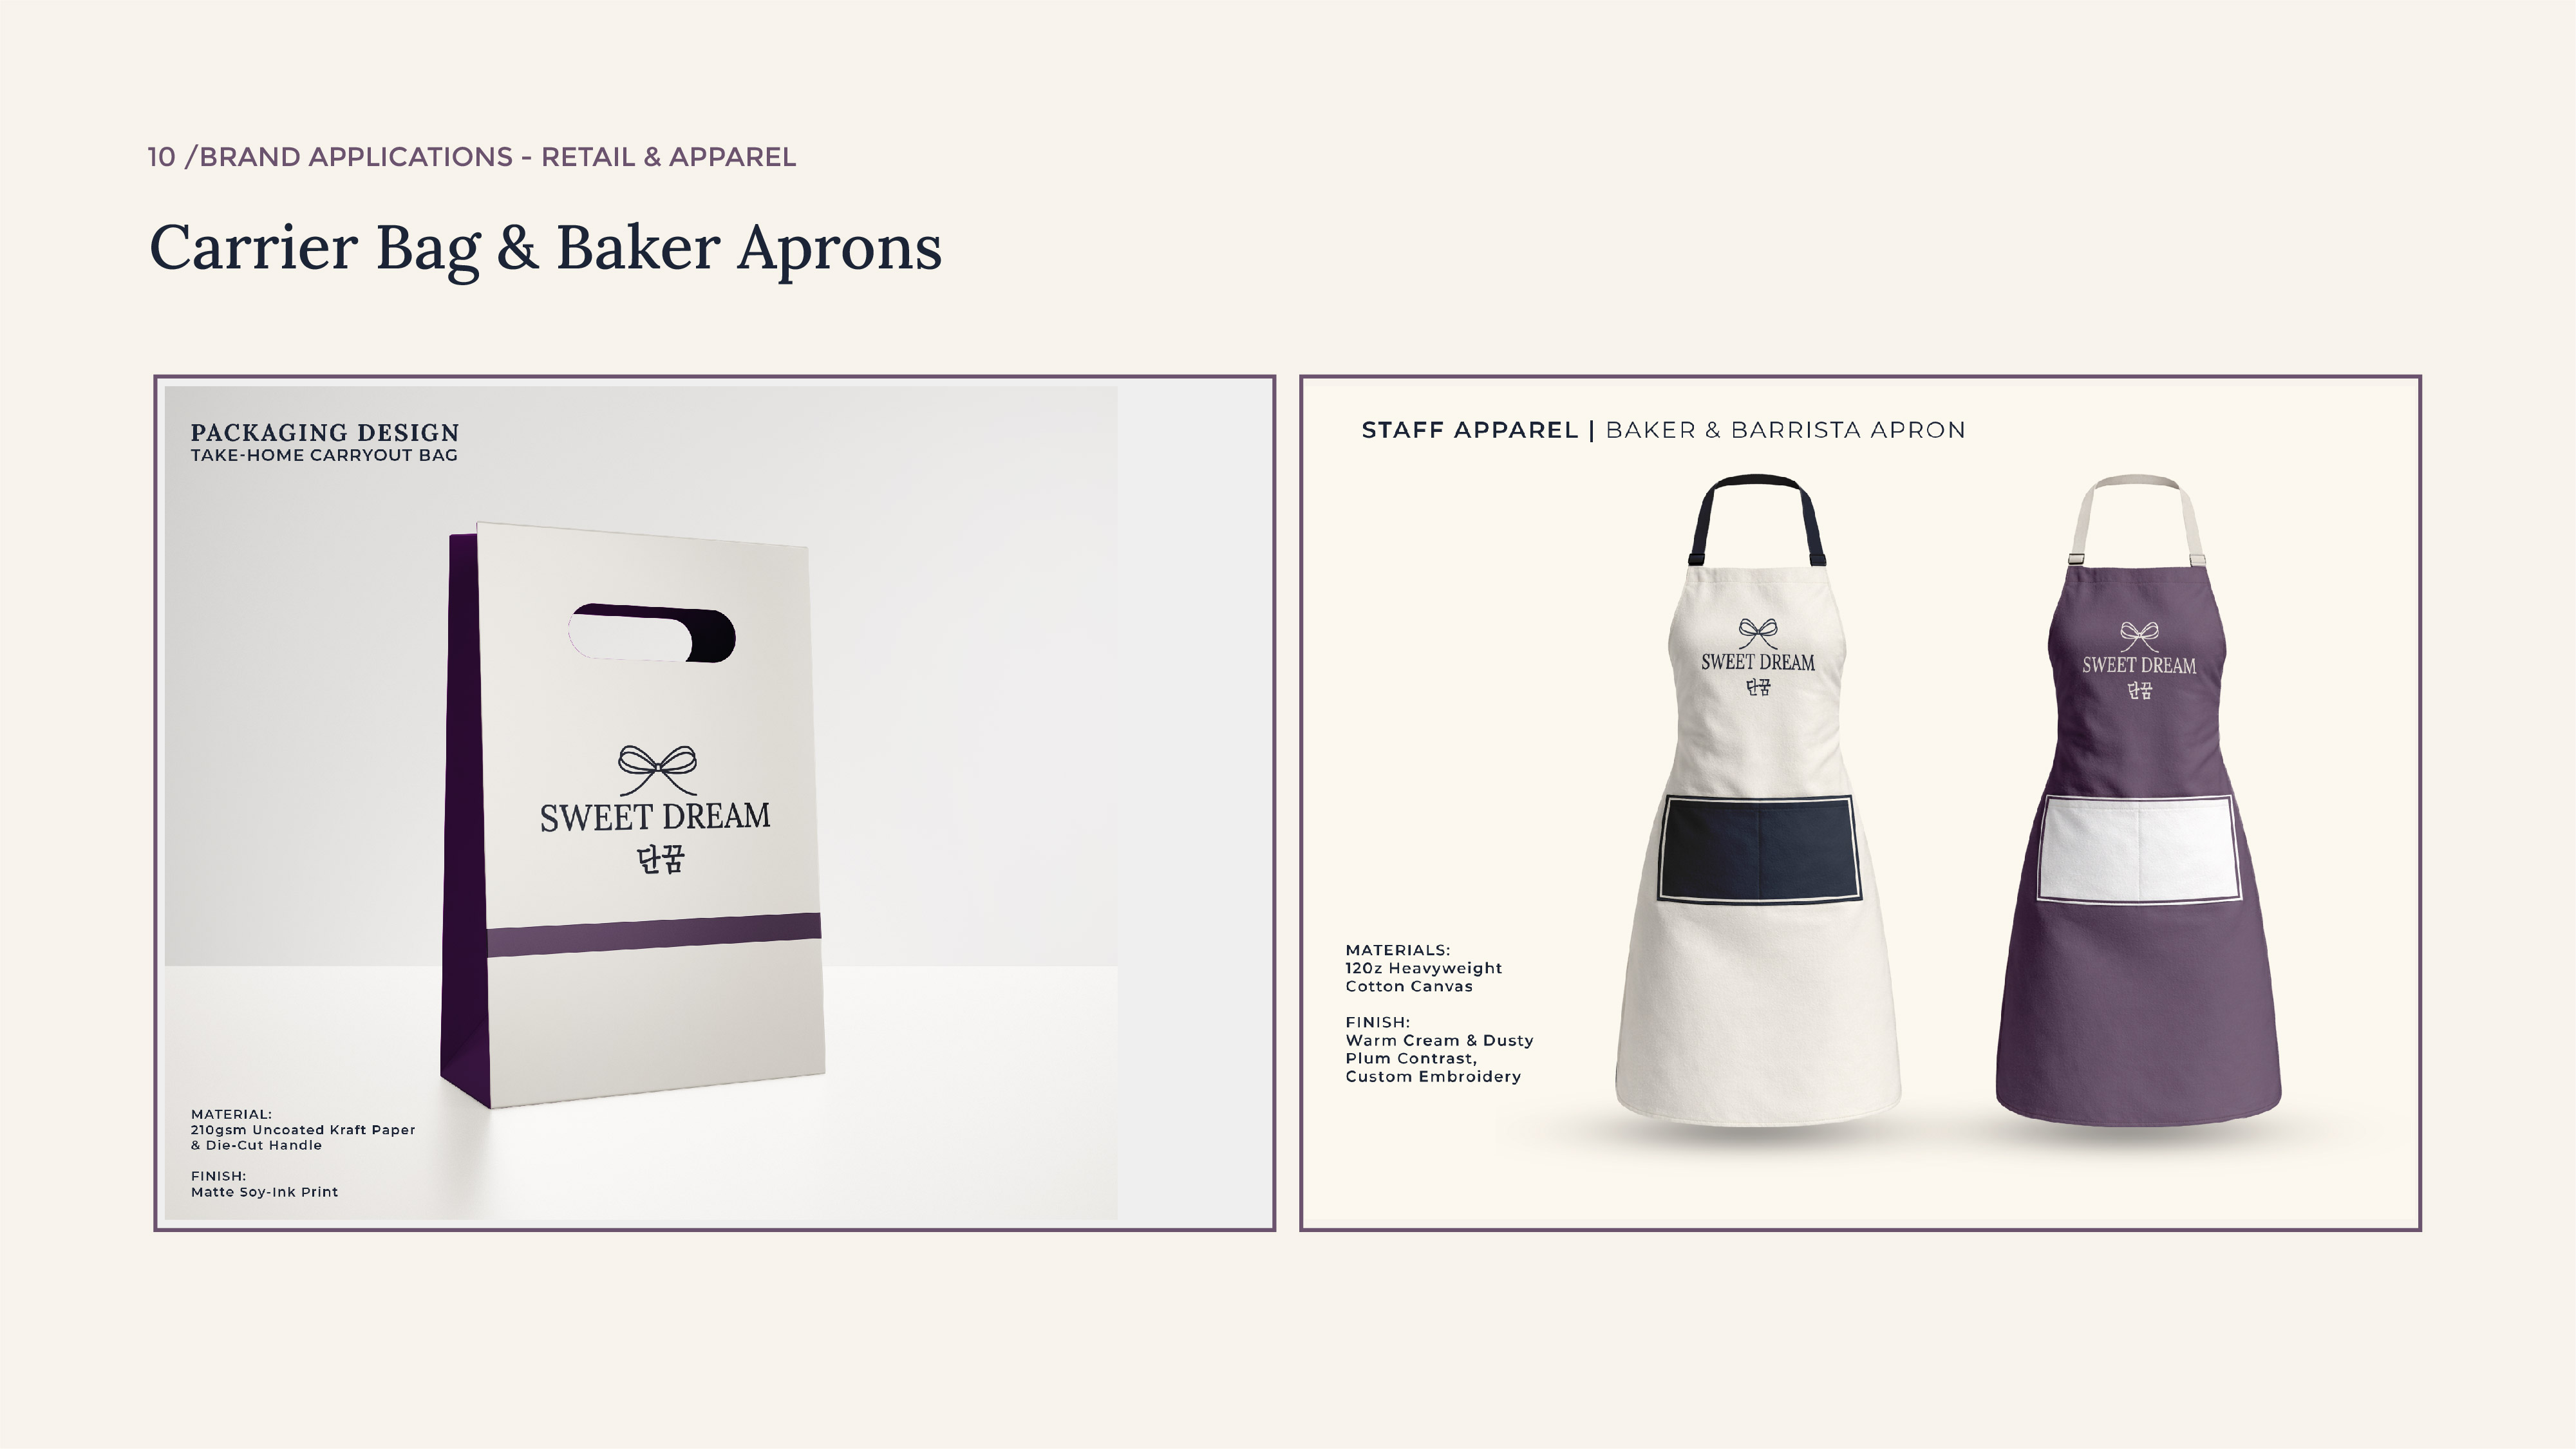 10 /BRAND APPLICATIONS - RETAIL & APPAREL
Carrier Bag & Baker Aprons
PACKAGING DESIGN
TAKE-HOME CARRYOUT BAG
SWEET DREAM
단꿈
MATERIAL:
210gsm Uncoated Kraft Paper
& Die-Cut Handle
FINISH:
Matte Soy-Ink Print
STAFF APPAREL | BAKER & BARRISTA APRON
SWEET DREAM
단꿈
SWEET DREAM
단꿈
MATERIALS:
120z Heavyweight
Cotton Canvas
FINISH:
Warm Cream & Dusty
Plum Contrast,
Custom Embroidery